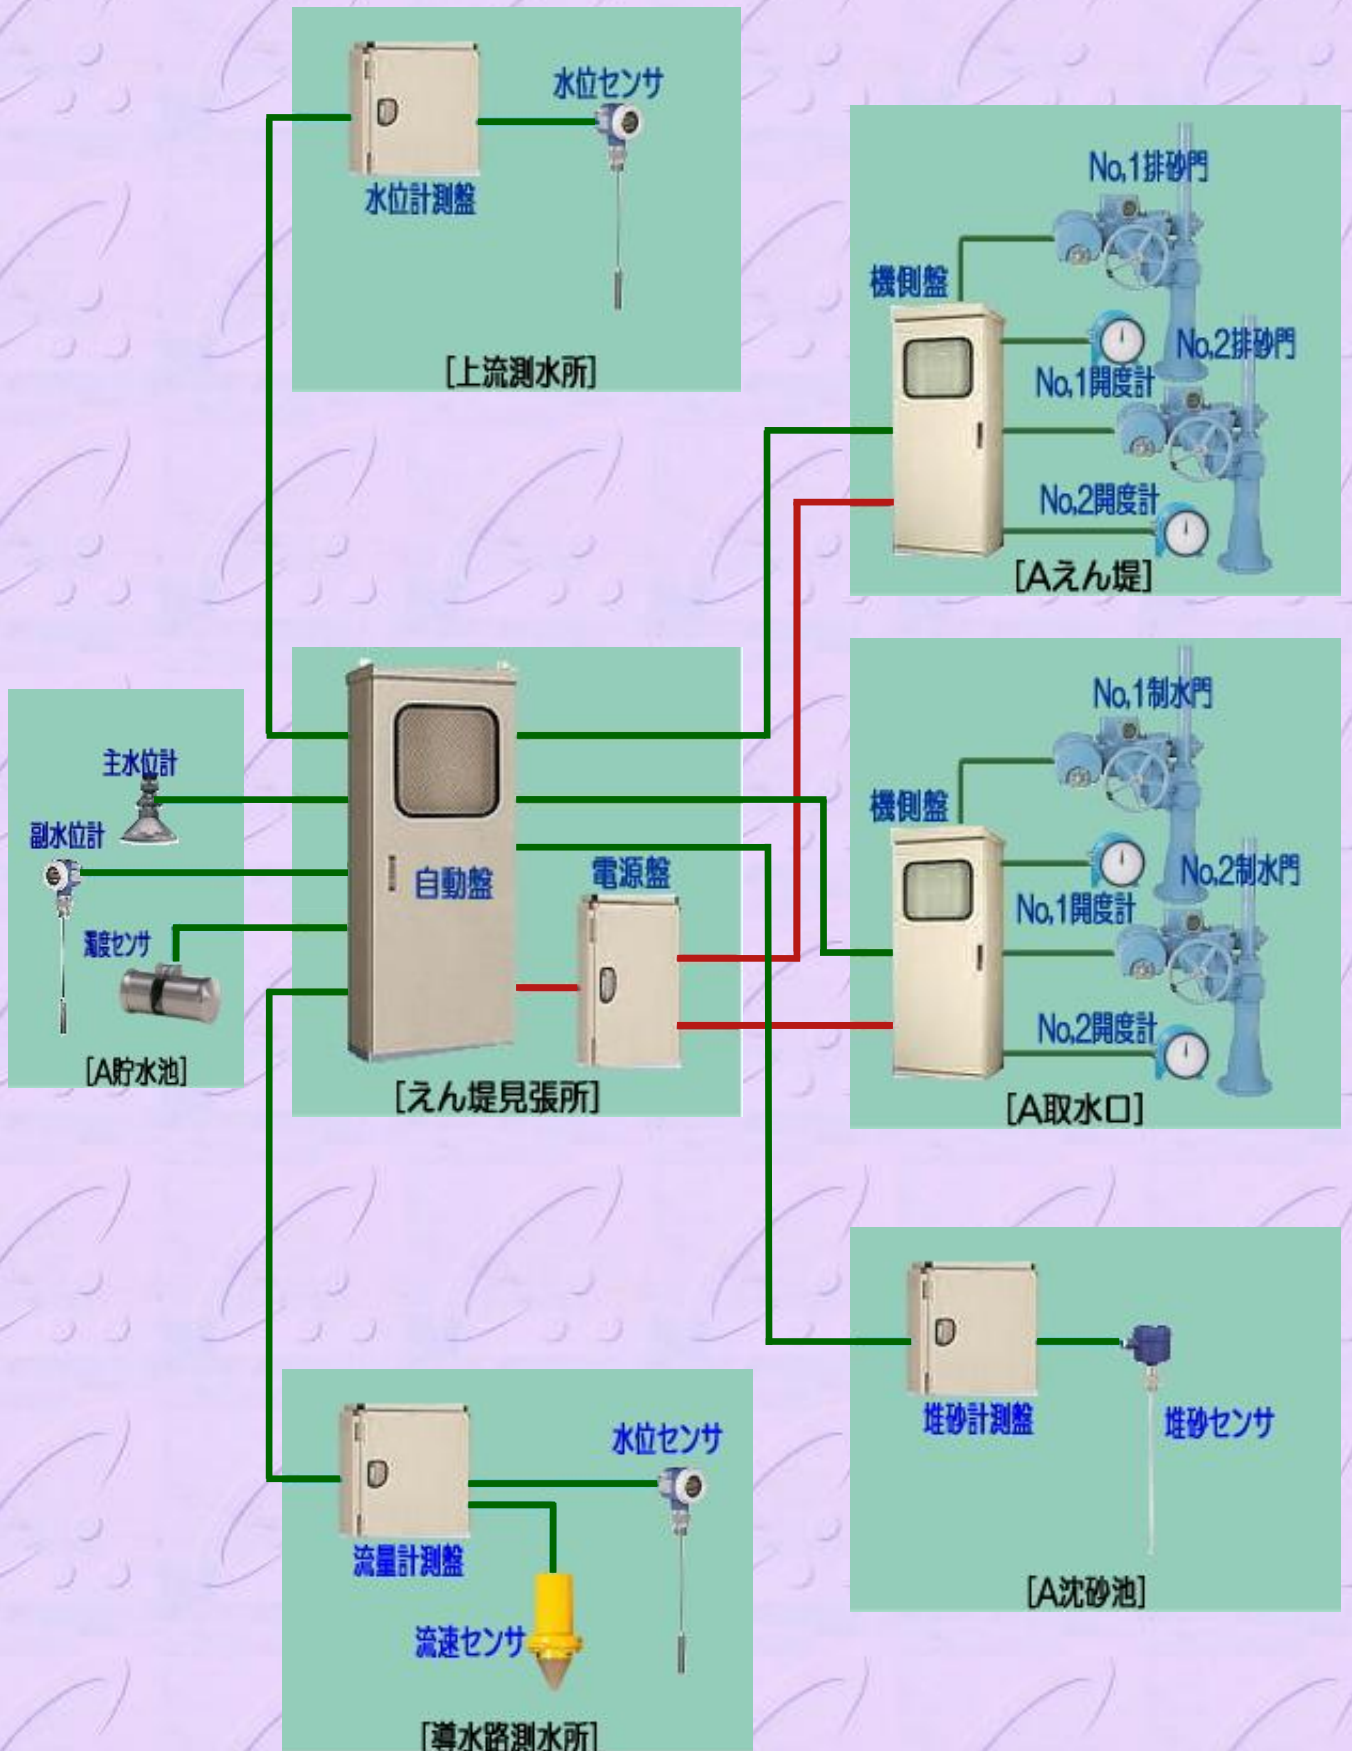 水位センサ
水位計測盤
[上流測水所]
No,1排砂門
機側盤
No,2排砂門
No,1開度計
No,2開度計
[Aえん堤]
主水位計
副水位計
濁度センサ
[A貯水池]
自動盤
電源盤
[えん堤見張所]
No,1制水門
機側盤
No,2制水門
No,1開度計
No,2開度計
[A取水口]
水位センサ
流量計測盤
流速センサ
[導水路測水所]
堆砂計測盤
堆砂センサ
[A沈砂池]